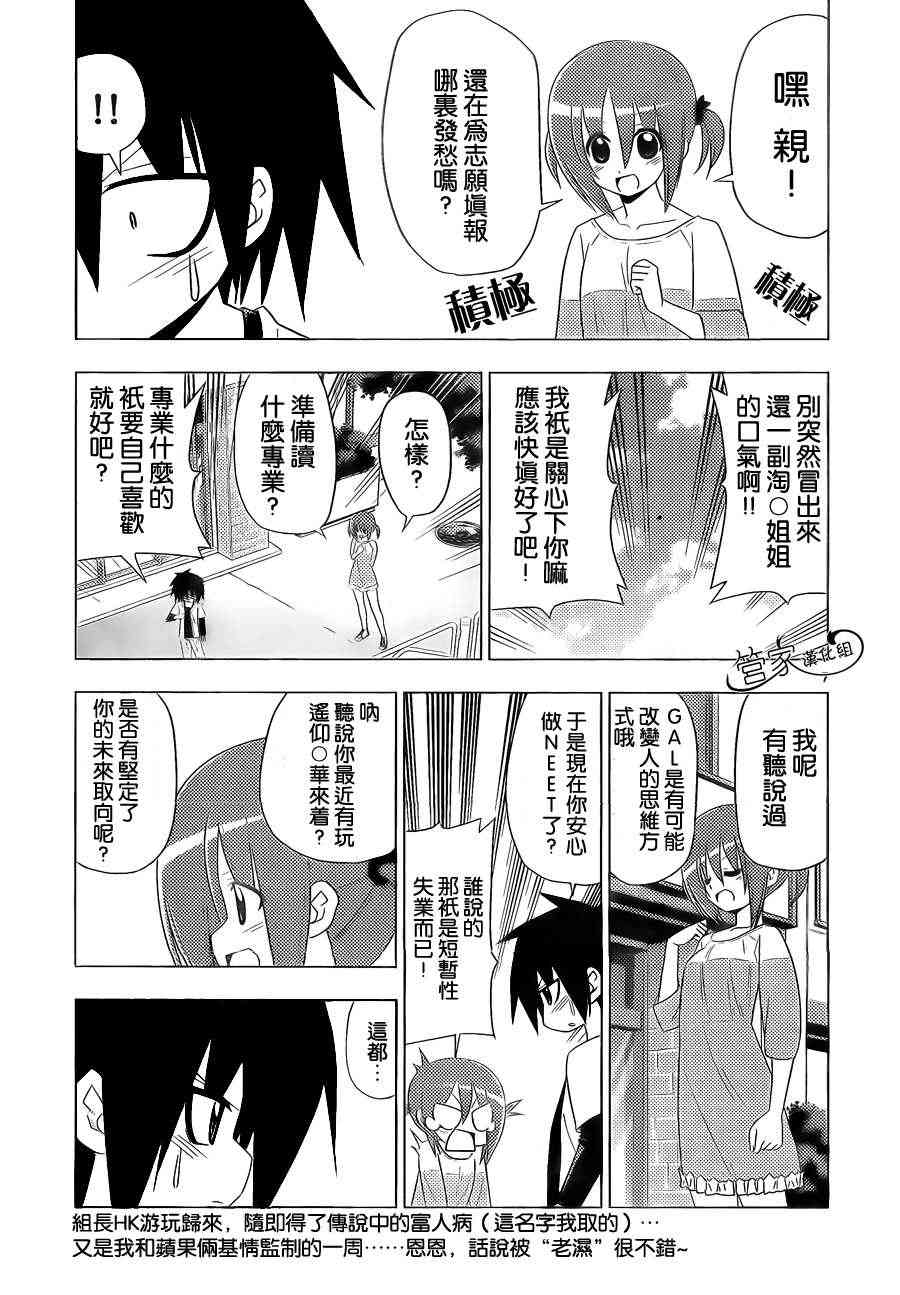 嘿親！
還在爲志願填報
哪裏發愁嗎？
積極
積極
!!
別突然冒出來
還一副淘○姐姐
的口氣啊!!
我衹是關心下你嘛
應該快填好了吧！
怎樣？
準備讀
什麼專業？
專業什麼的
衹要自己喜歡
就好吧？
管家漢化組
我呢
有聽說過
GAL是有可能
改變人的思維方
式哦
于是現在你安心
做NEET了？
誰說的
那衹是短暫性
失業而已！
吶
聽說你最近有玩
遙仰○華來着？
是否有堅定了
你的未來取向呢？
這都…
組長HK游玩歸來，隨即得了傳說中的富人病（這名字我取的）…
又是我和蘋果倆基情監制的一周……恩恩，話說被“老濕”很不錯~